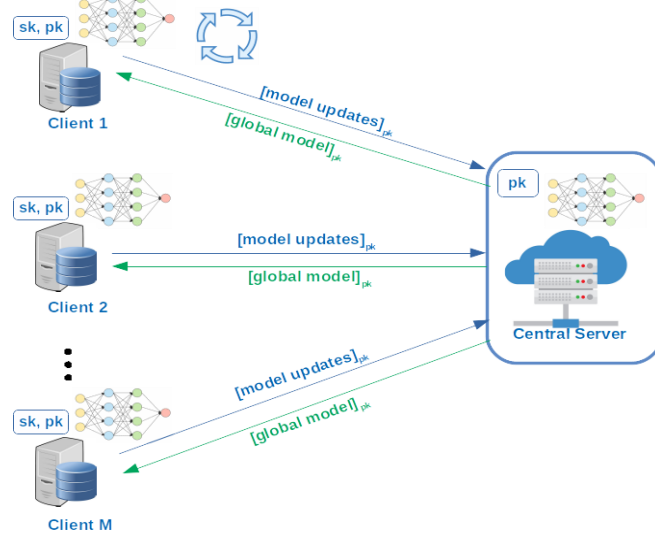 sk, pk
Client 1
[model updates]pk
[global model]pk
pk
sk, pk
Client 2
[model updates]pk
[global model]pk
Central Server
sk, pk
Client M
[model updates]pk
[global model]pk